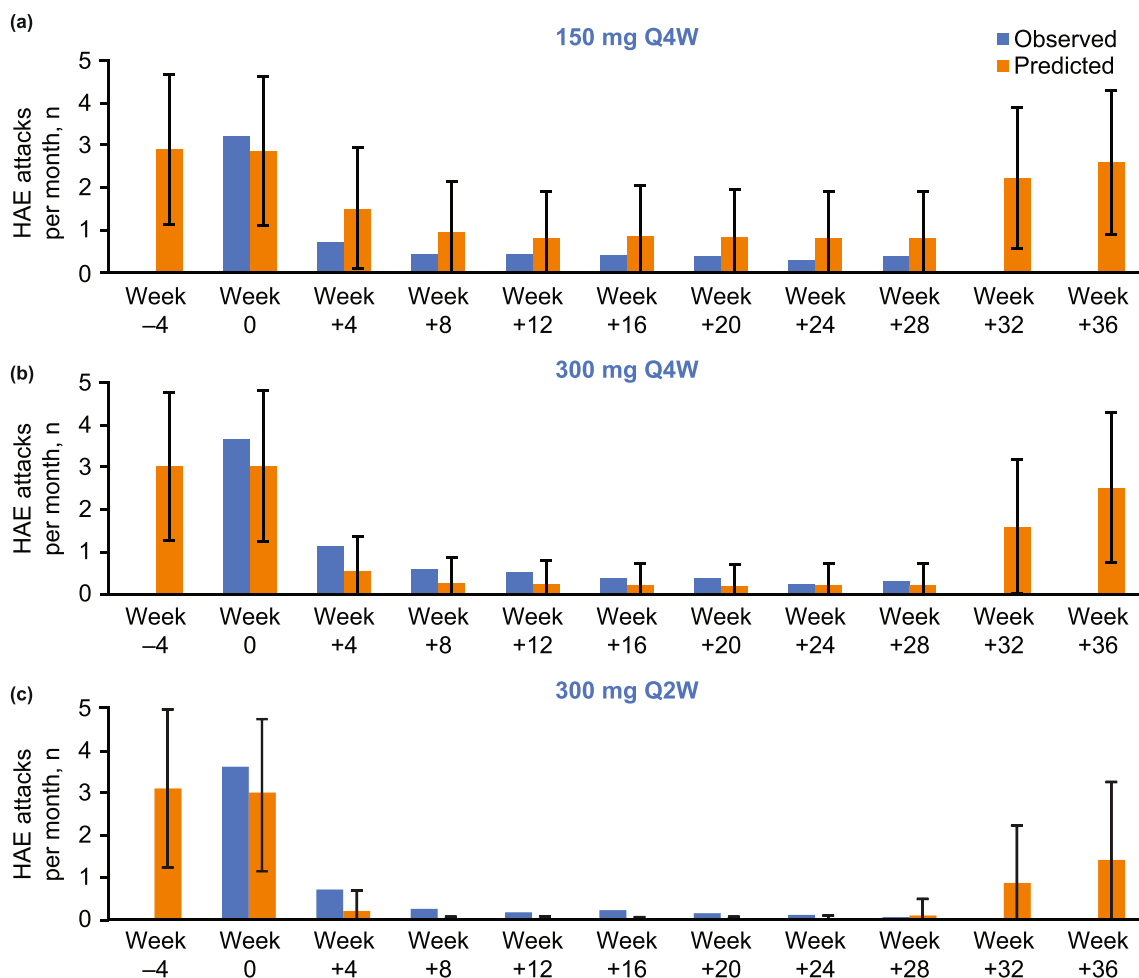 (a)
150 mg Q4W
Observed
Predicted
HAE attacks
per month, n
5
4
3
2
1
0
Week Week Week Week Week Week Week Week Week Week Week
–4 0 +4 +8 +12 +16 +20 +24 +28 +32 +36
(b)
300 mg Q4W
HAE attacks
per month, n
5
4
3
2
1
0
Week Week Week Week Week Week Week Week Week Week Week
–4 0 +4 +8 +12 +16 +20 +24 +28 +32 +36
(c)
300 mg Q2W
HAE attacks
per month, n
5
4
3
2
1
0
Week Week Week Week Week Week Week Week Week Week Week
–4 0 +4 +8 +12 +16 +20 +24 +28 +32 +36